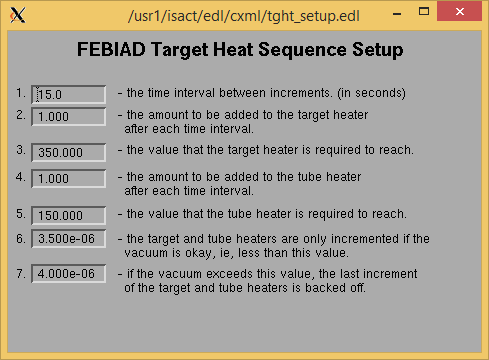 /usr1/isact/edl/cxml/tght_setup.edl
FEBIAD Target Heat Sequence Setup
1. 15.0 - the time interval between increments. (in seconds)
2. 1.000 - the amount to be added to the target heater
after each time interval.
3. 350.000 - the value that the target heater is required to reach.
4. 1.000 - the amount to be added to the tube heater
after each time interval.
5. 150.000 - the value that the tube heater is required to reach.
6. 3.500e-06 - the target and tube heaters are only incremented if the
vacuum is okay, ie, less than this value.
7. 4.000e-06 - if the vacuum exceeds this value, the last increment
of the target and tube heaters is backed off.